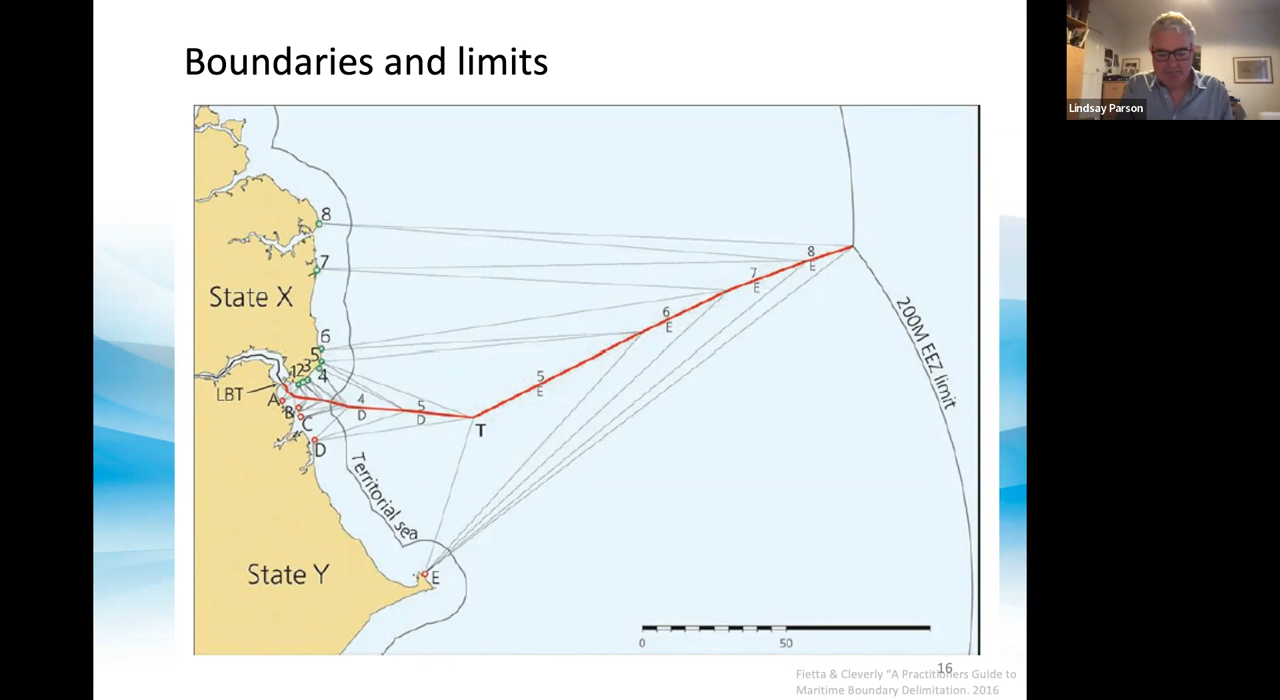 Boundaries and limits
Lindsay Parson
8
8
E
7
7
E
State X
200M EEZ limit
6
E
6
5
123
4
5
E
LBT
A
4
D
5
D
B
C
T
D
Territorial sea
State Y
E
0
50
16
Fietta & Cleverly “A Practitioners Guide to
Maritime Boundary Delimitation. 2016